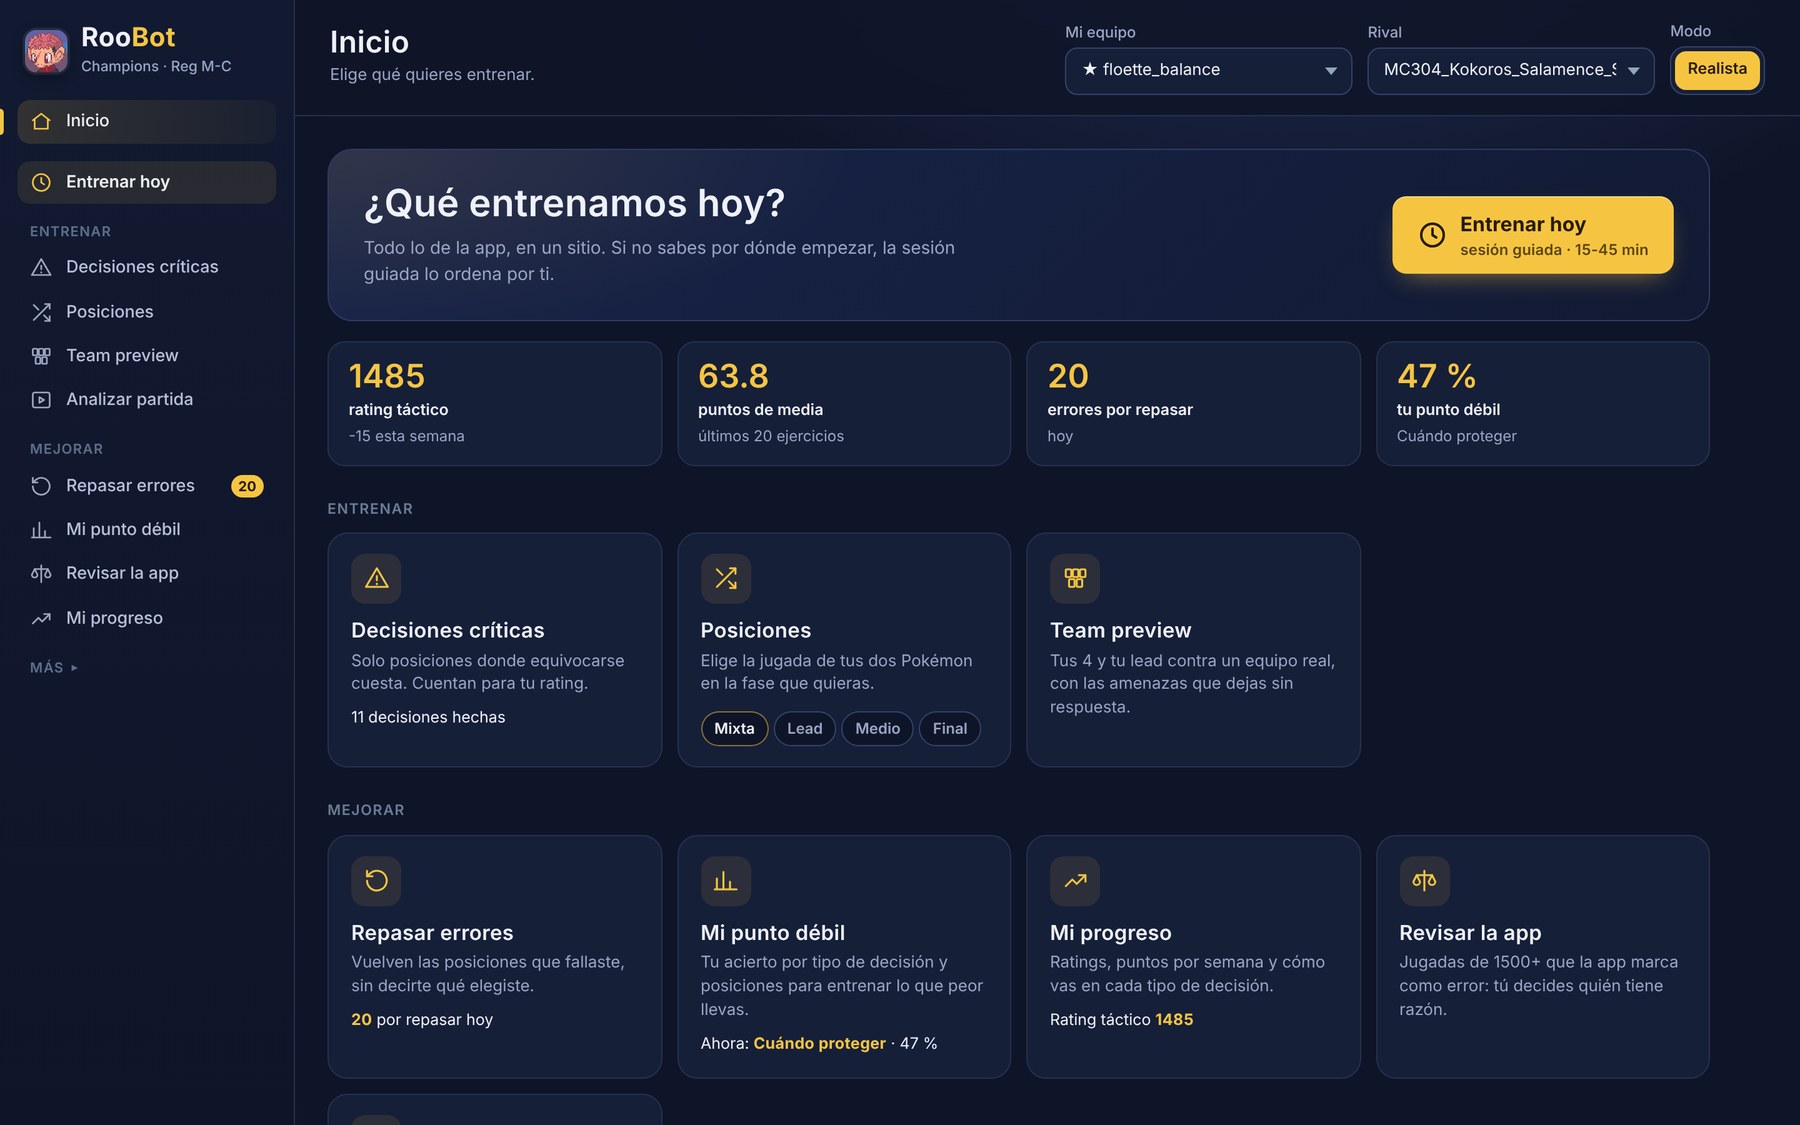 RooBot
Champions · Reg M-C
Inicio
Entrenar hoy
ENTRENAR
Decisiones críticas
Posiciones
Team preview
Analizar partida
MEJORAR
Repasar errores
20
Mi punto débil
Revisar la app
Mi progreso
MÁS ▸
Inicio
Elige qué quieres entrenar.
Mi equipo
★ floette_balance
Rival
MC304_Kokoros_Salamence_S
Modo
Realista
¿Qué entrenamos hoy?
Todo lo de la app, en un sitio. Si no sabes por dónde empezar, la sesión
guiada lo ordena por ti.
Entrenar hoy
sesión guiada · 15-45 min
1485
rating táctico
-15 esta semana
63.8
puntos de media
últimos 20 ejercicios
20
errores por repasar
hoy
47 %
tu punto débil
Cuándo proteger
ENTRENAR
Decisiones críticas
Solo posiciones donde equivocarse
cuesta. Cuentan para tu rating.
11 decisiones hechas
Posiciones
Elige la jugada de tus dos Pokémon
en la fase que quieras.
Mixta
Lead
Medio
Final
Team preview
Tus 4 y tu lead contra un equipo real,
con las amenazas que dejas sin
respuesta.
MEJORAR
Repasar errores
Vuelven las posiciones que fallaste,
sin decirte qué elegiste.
20 por repasar hoy
Mi punto débil
Tu acierto por tipo de decisión y
posiciones para entrenar lo que peor
llevas.
Ahora: Cuándo proteger · 47 %
Mi progreso
Ratings, puntos por semana y cómo
vas en cada tipo de decisión.
Rating táctico 1485
Revisar la app
Jugadas de 1500+ que la app marca
como error: tú decides quién tiene
razón.